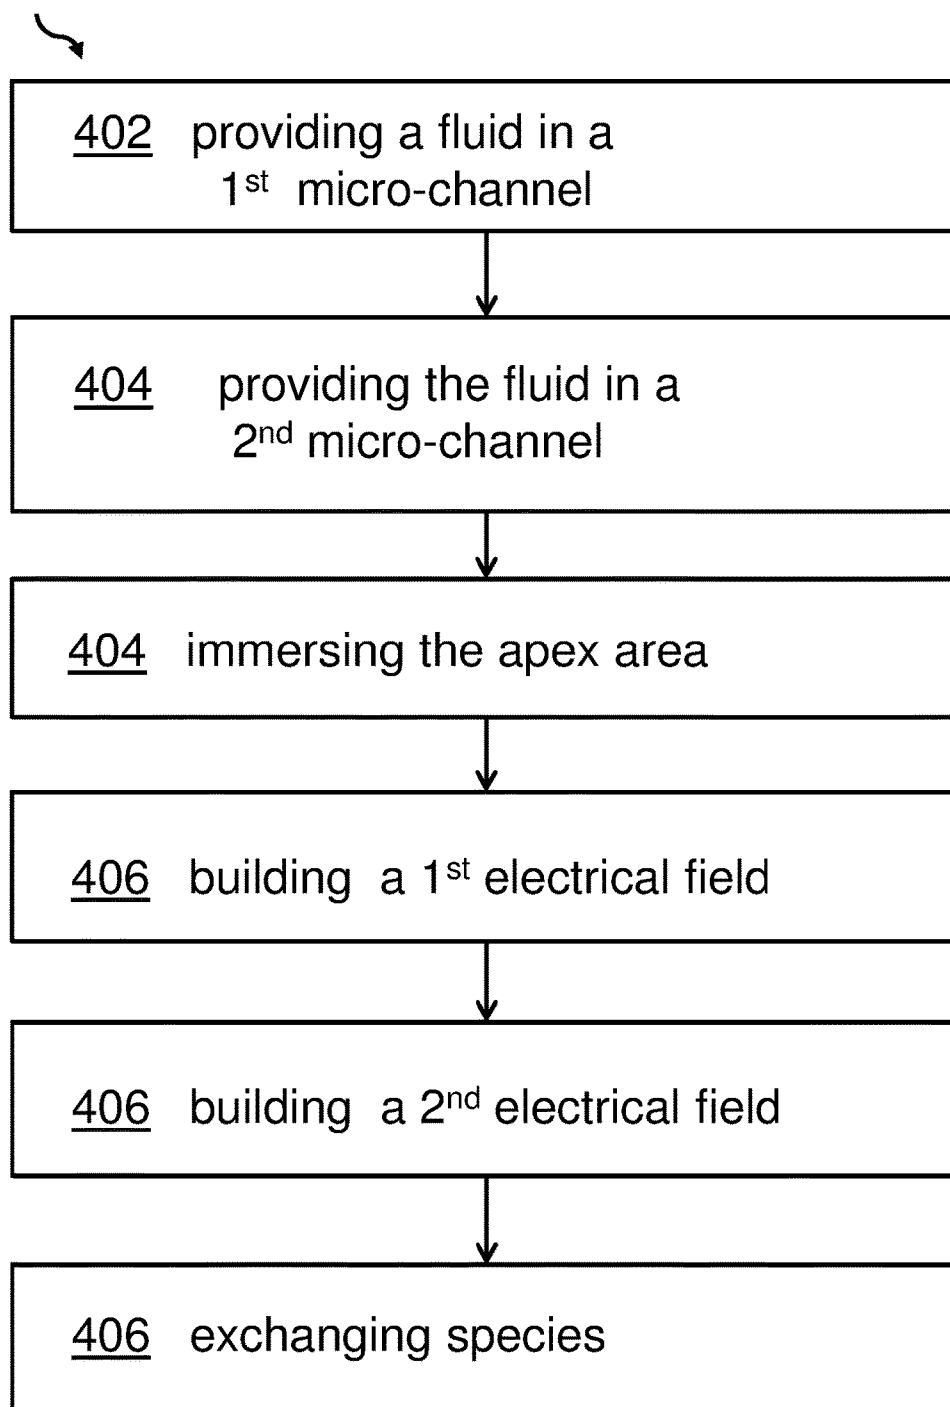 402 providing a fluid in a
1st micro-channel
404 providing the fluid in a
2nd micro-channel
404 immersing the apex area
406 building a 1st electrical field
406 building a 2nd electrical field
406 exchanging species